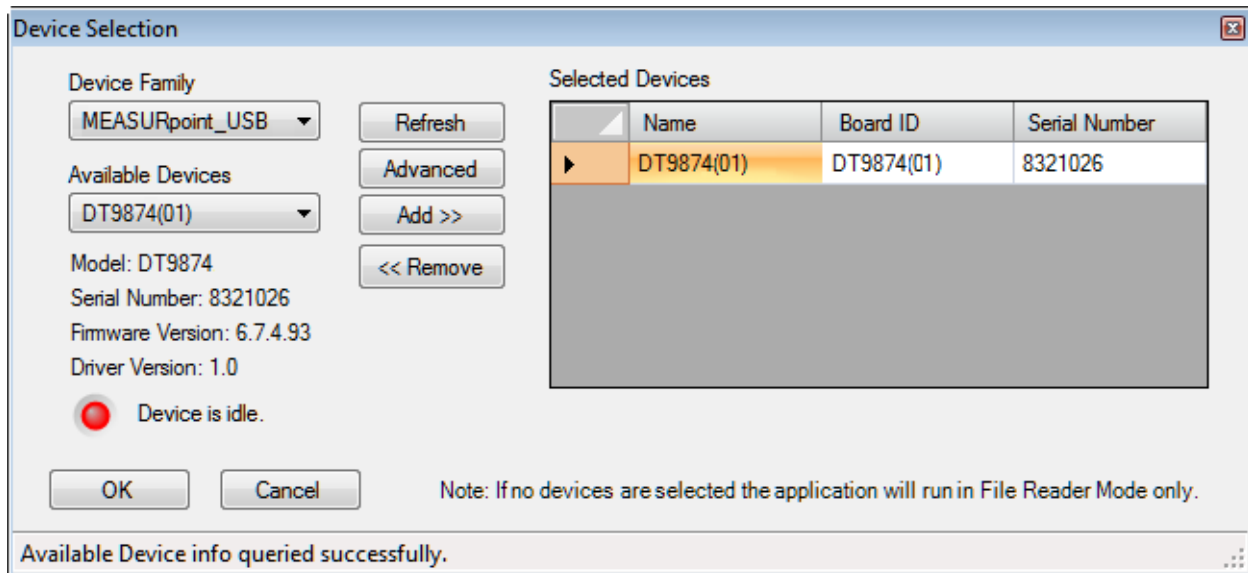 Device Selection
Device Family
MEASURpoint_USB
Available Devices
DT9874(01)
Model: DT9874
Serial Number: 8321026
Firmware Version: 6.7.4.93
Driver Version: 1.0
Device is idle.
Refresh
Advanced
Add >>
<< Remove
Selected Devices
Name Board ID Serial Number
DT9874(01) DT9874(01) 8321026
OK Cancel Note: If no devices are selected the application will run in File Reader Mode only.
Available Device info queried successfully.